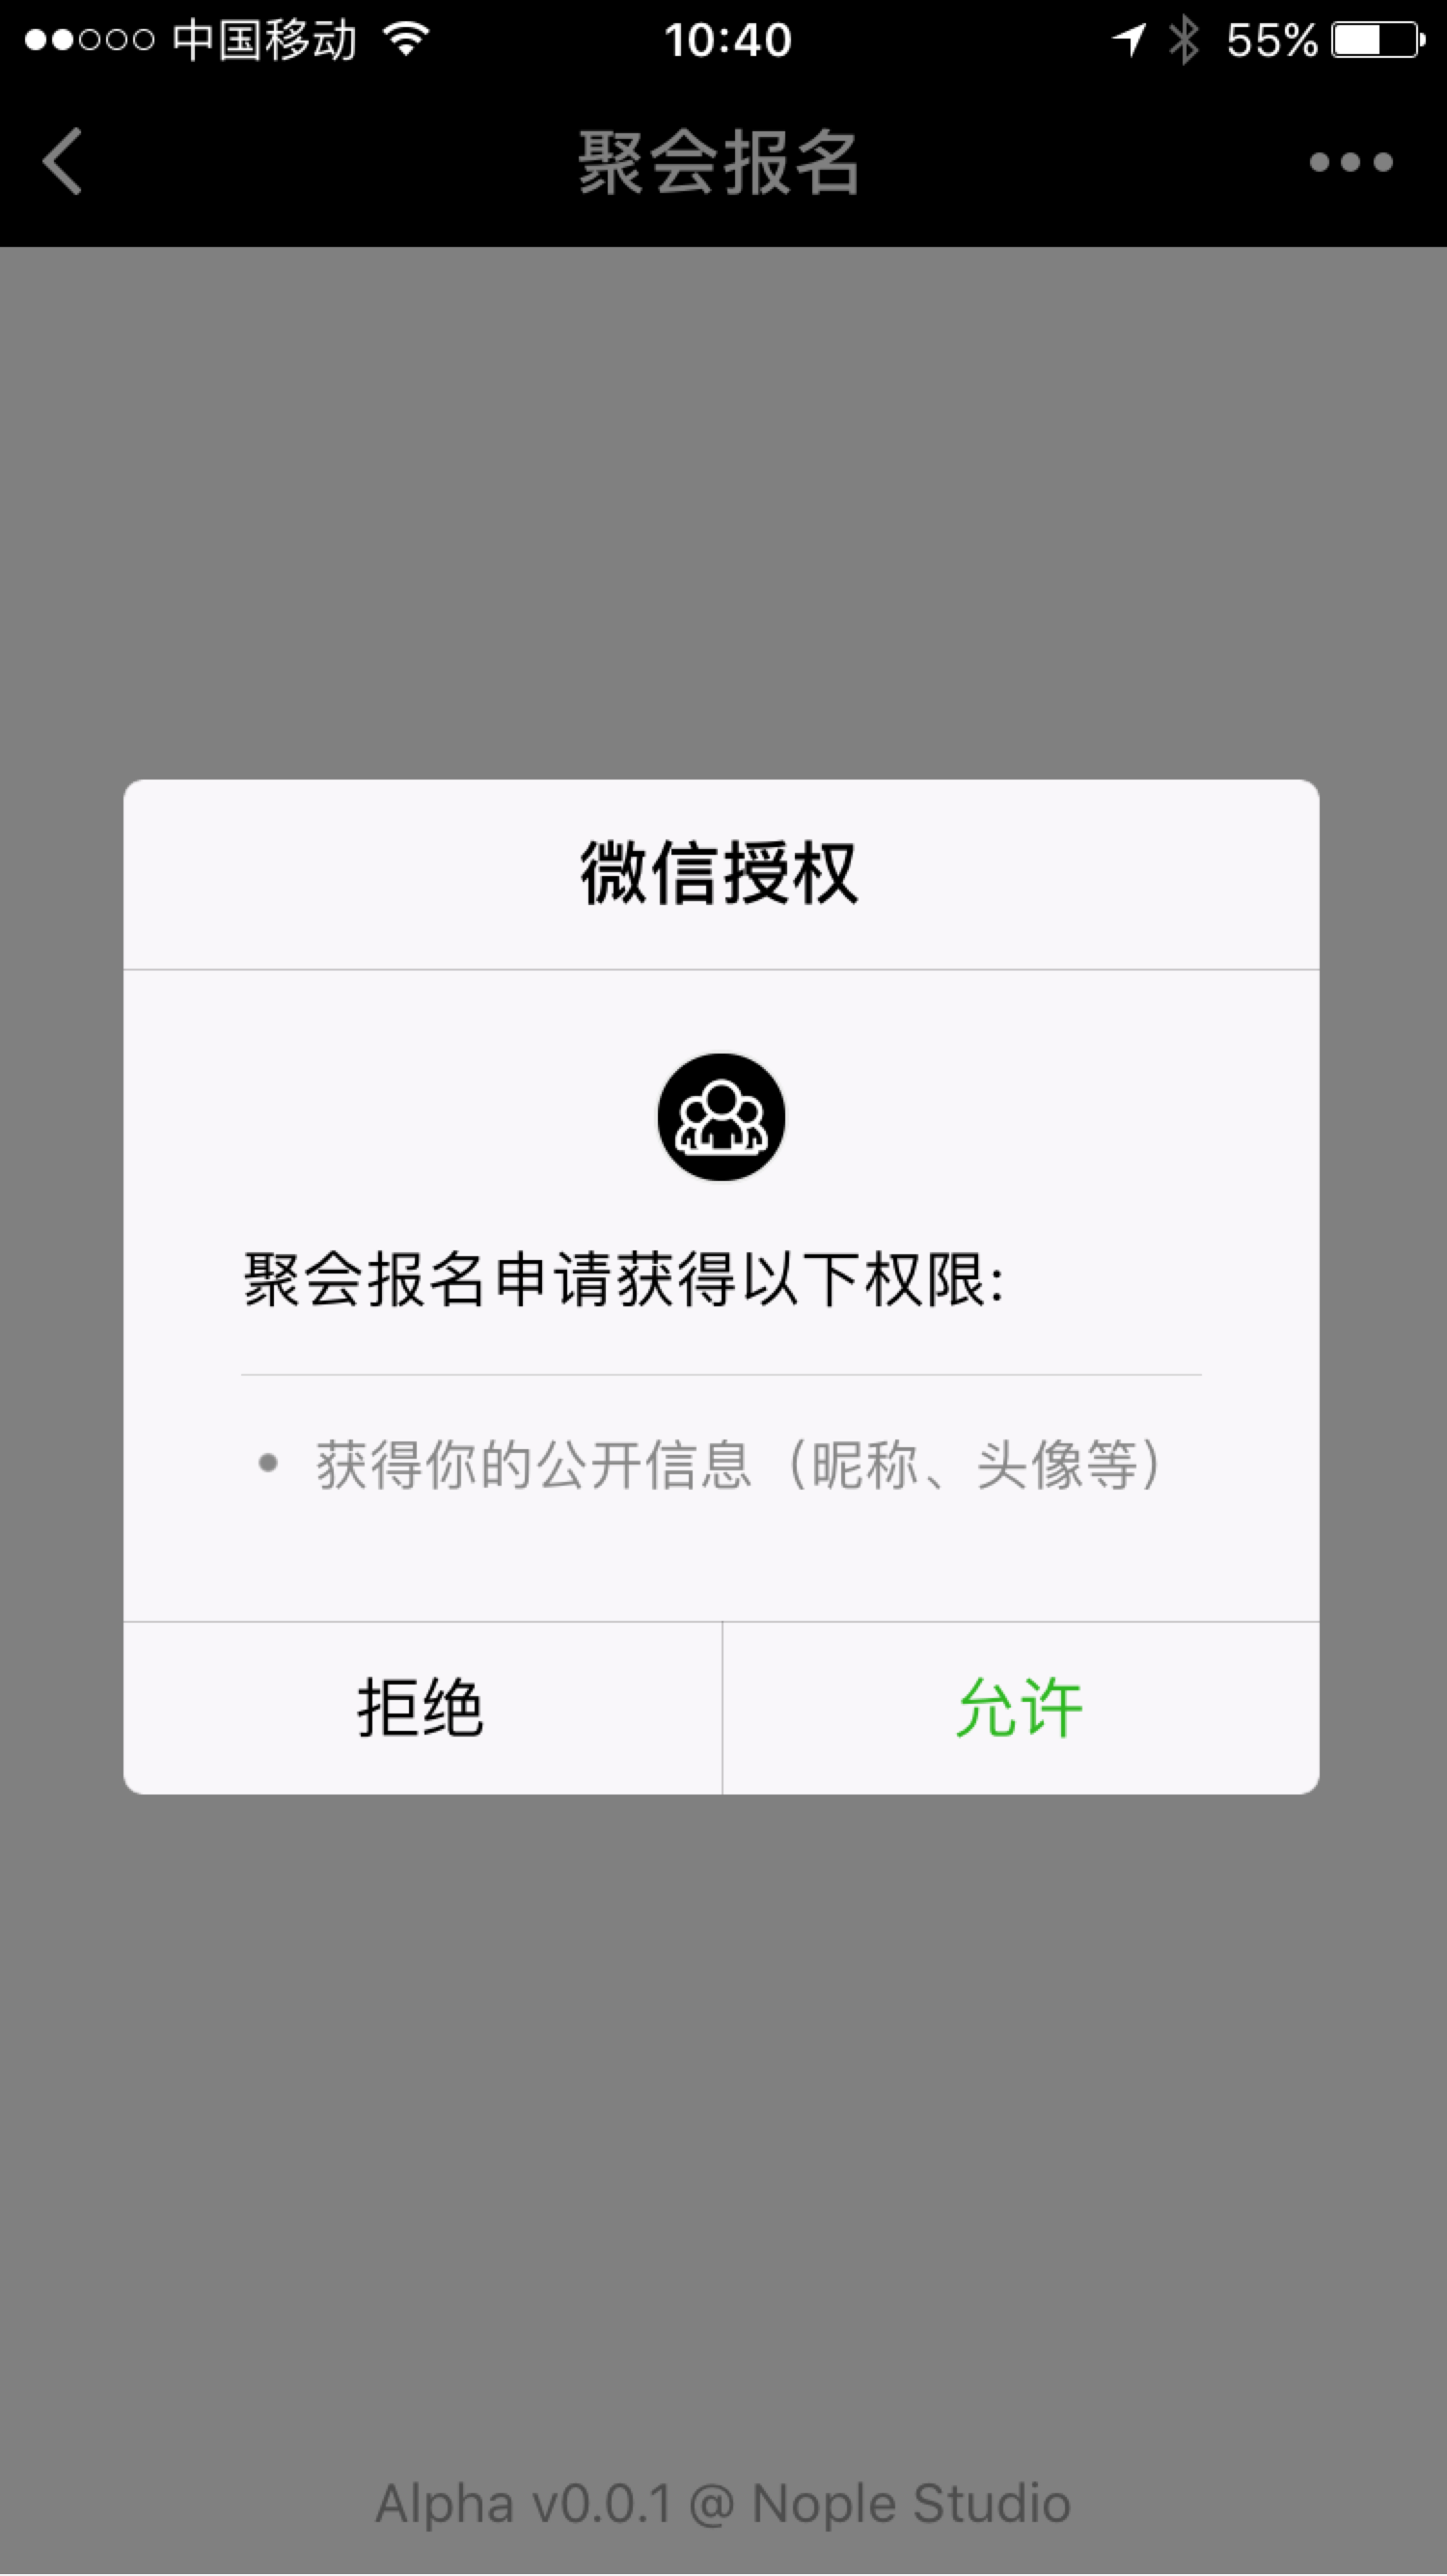 中国移动 10:40 55%
聚会报名
微信授权
聚会报名申请获得以下权限:
• 获得你的公开信息（昵称、头像等）
拒绝 允许
Alpha v0.0.1 @ Nople Studio